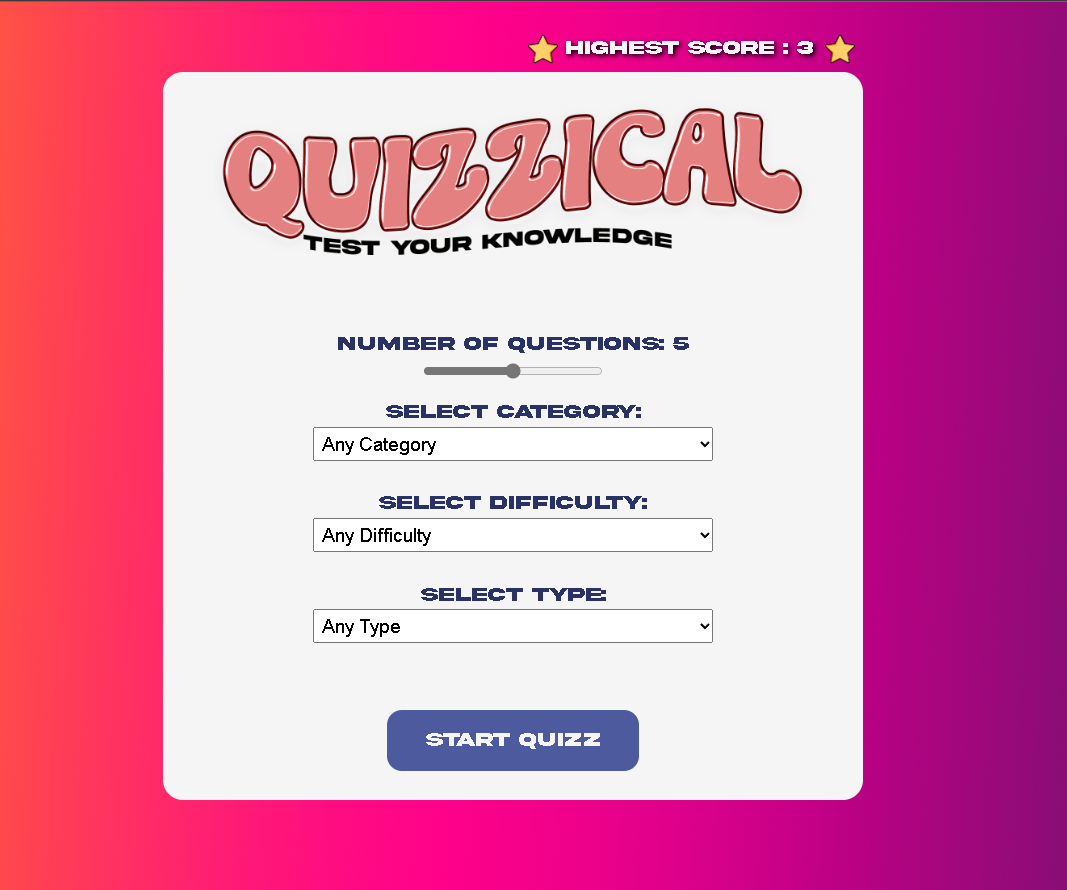 HIGHEST SCORE : 3
QUIZZICAL
TEST YOUR KNOWLEDGE
NUMBER OF QUESTIONS: 5
SELECT CATEGORY:
Any Category
SELECT DIFFICULTY:
Any Difficulty
SELECT TYPE:
Any Type
START QUIZZ